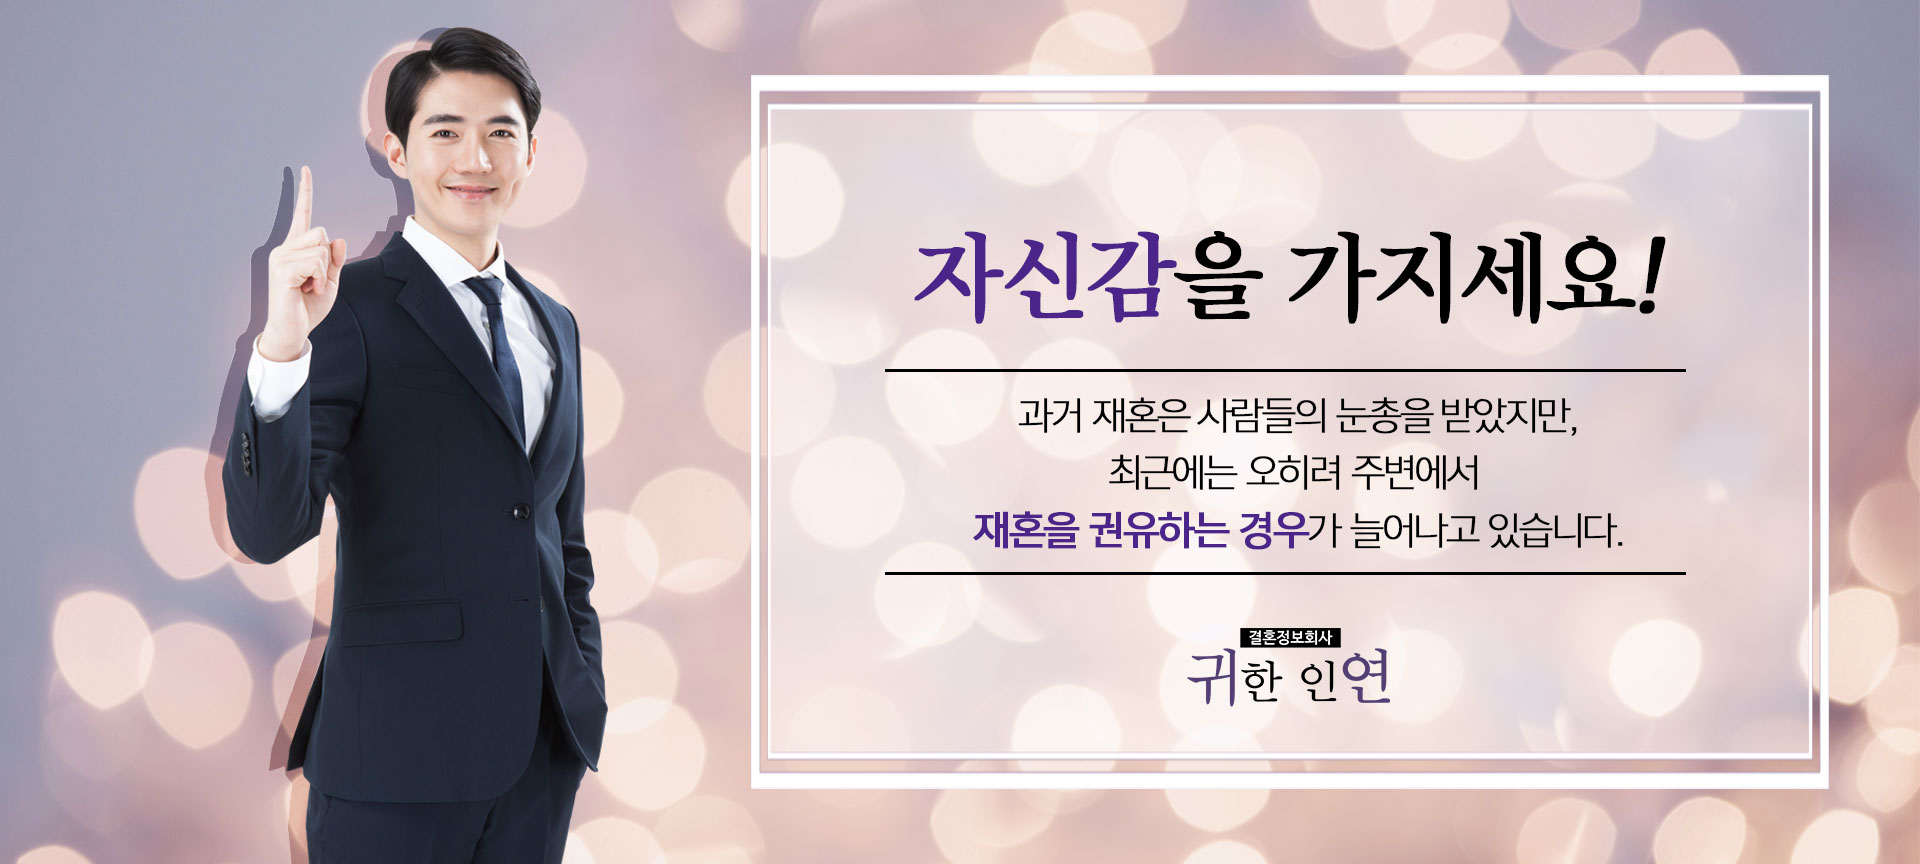 자신감을 가지세요!
과거 재혼은 사람들의 눈총을 받았지만,
최근에는 오히려 주변에서
재혼을 권유하는 경우가 늘어나고 있습니다.
결혼정보회사
귀한 인연